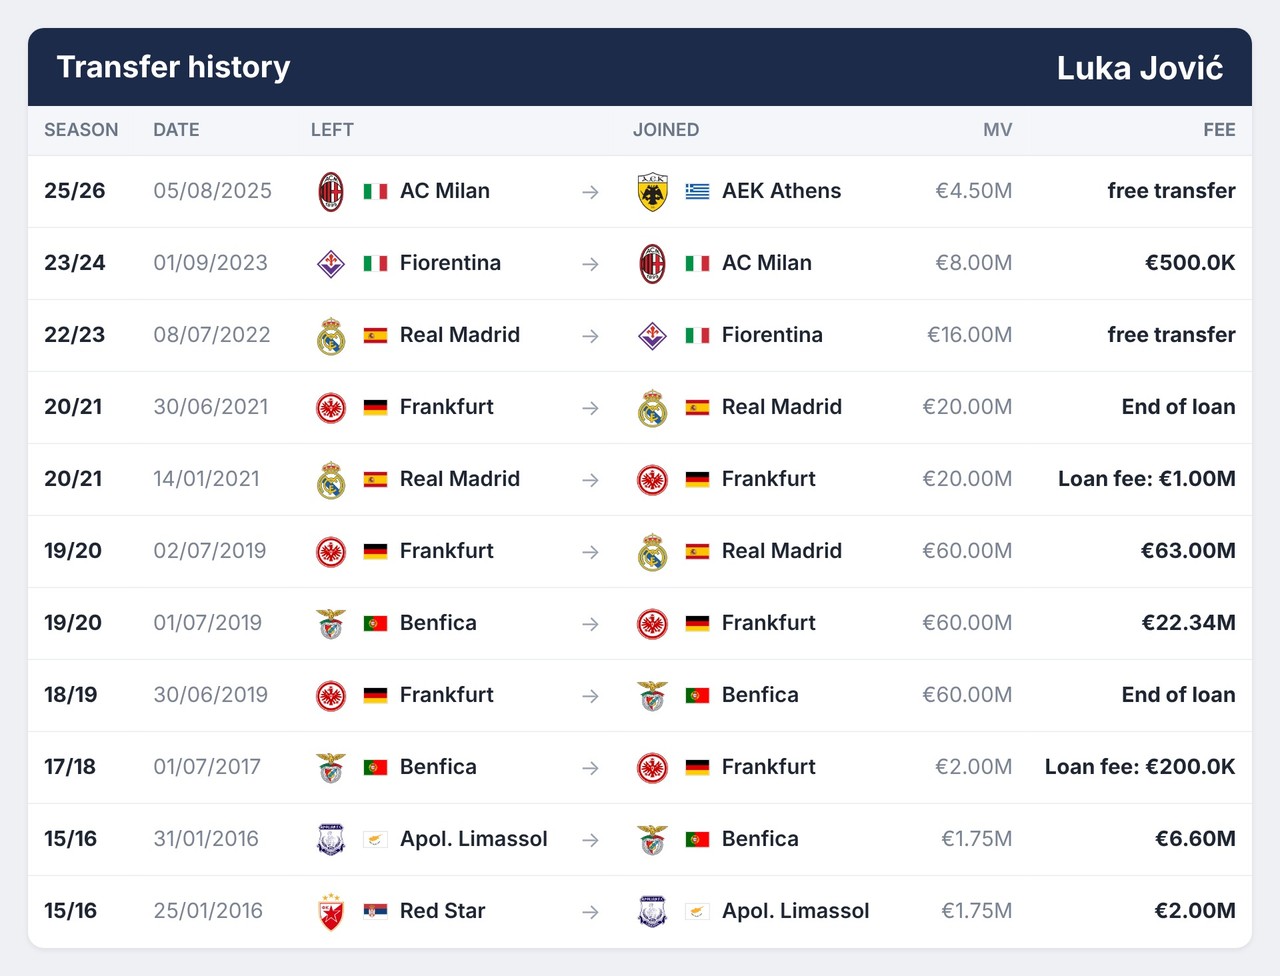 Transfer history Luka Jović
SEASON DATE LEFT JOINED MV FEE
25/26 05/08/2025 AC Milan → AEK Athens €4.50M free transfer
23/24 01/09/2023 Fiorentina → AC Milan €8.00M €500.0K
22/23 08/07/2022 Real Madrid → Fiorentina €16.00M free transfer
20/21 30/06/2021 Frankfurt → Real Madrid €20.00M End of loan
20/21 14/01/2021 Real Madrid → Frankfurt €20.00M Loan fee: €1.00M
19/20 02/07/2019 Frankfurt → Real Madrid €60.00M €63.00M
19/20 01/07/2019 Benfica → Frankfurt €60.00M €22.34M
18/19 30/06/2019 Frankfurt → Benfica €60.00M End of loan
17/18 01/07/2017 Benfica → Frankfurt €2.00M Loan fee: €200.0K
15/16 31/01/2016 Apol. Limassol → Benfica €1.75M €6.60M
15/16 25/01/2016 Red Star → Apol. Limassol €1.75M €2.00M